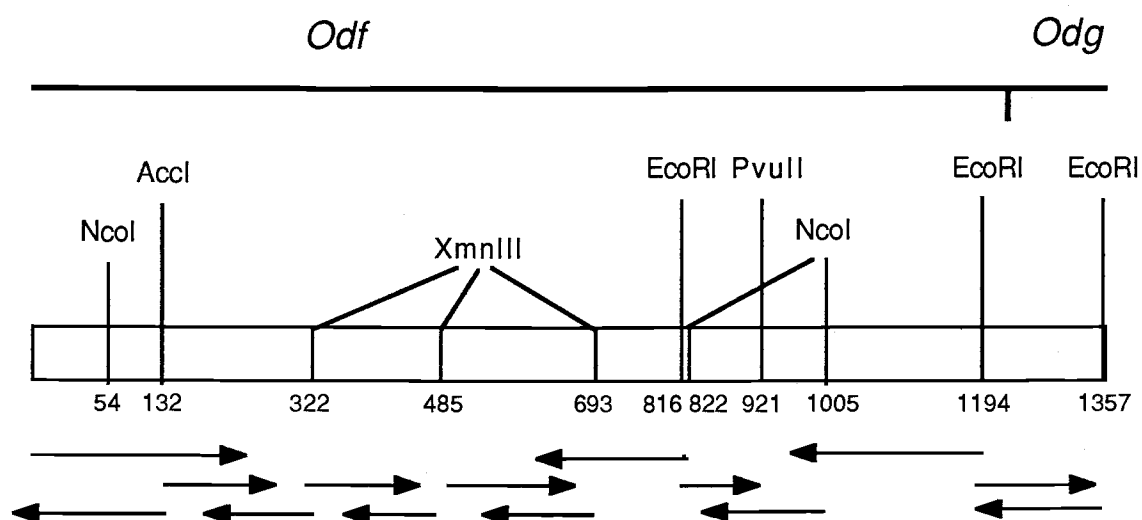 Odf Odg
EcoRI PvuII EcoRI EcoRI
AccI
NcoI NcoI
XmnIII
54 132 322 485 693 816 822 921 1005 1194 1357